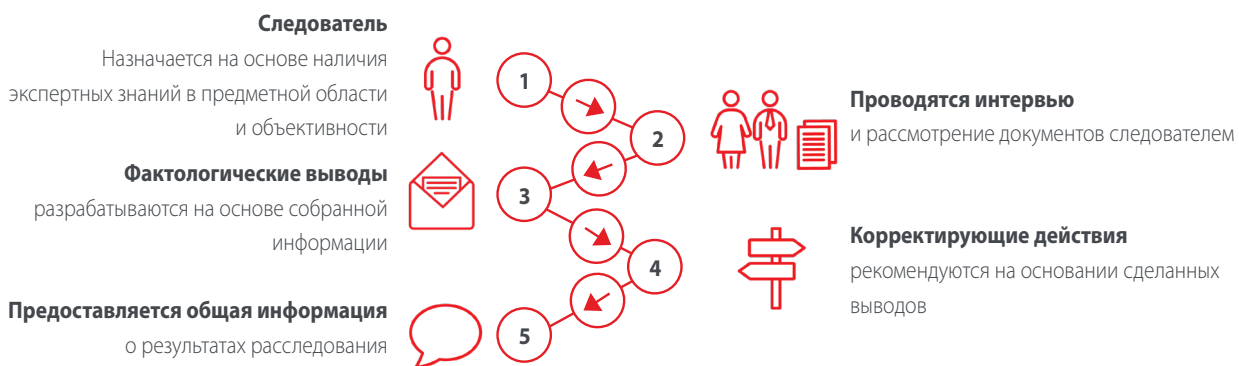 Следователь
Назначается на основе наличия
экспертных знаний в предметной области
и объективности
1
2
Проводятся интервью
и рассмотрение документов следователем
Фактологические выводы
разрабатываются на основе собранной
информации
3
4
Корректирующие действия
рекомендуются на основании сделанных
выводов
Предоставляется общая информация
о результатах расследования
5